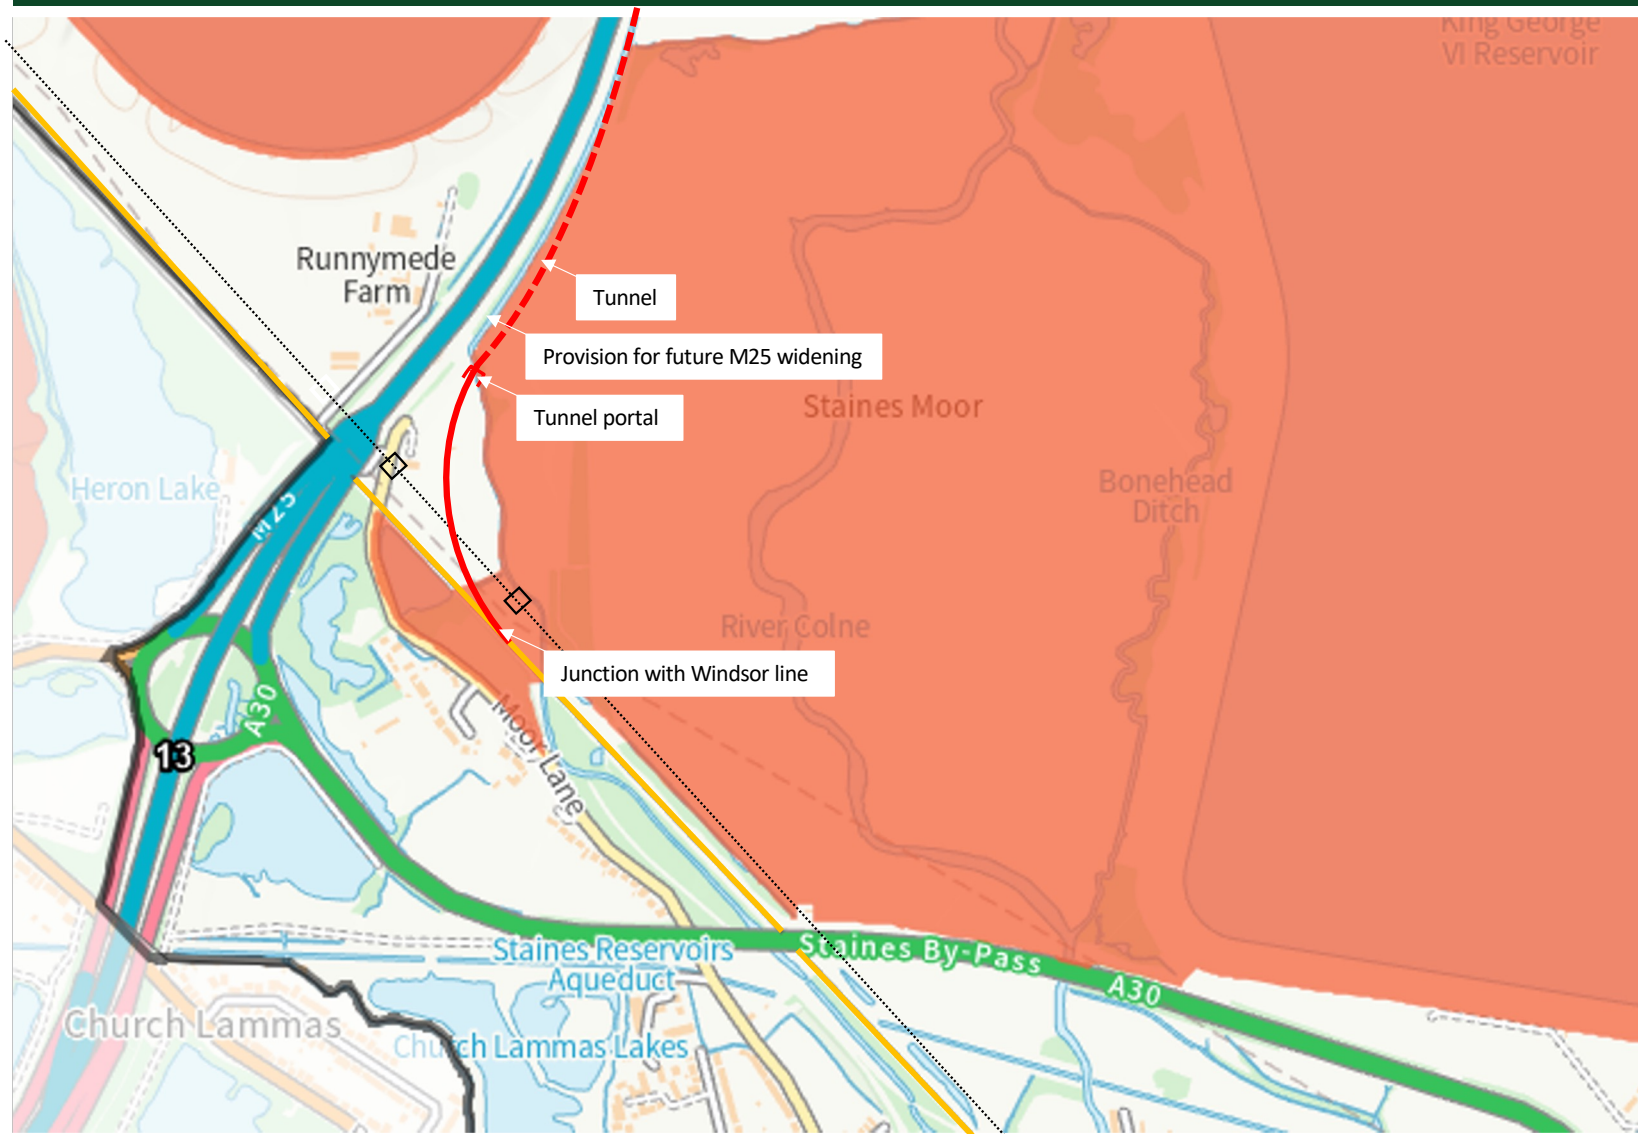 King George
VI Reservoir
Runnymede
Farm
Tunnel
Provision for future M25 widening
Tunnel portal
Staines Moor
Heron Lake
M25
Bonehead
Ditch
River Colne
Junction with Windsor line
A30
Moor Lane
13
Staines Reservoirs
Aqueduct
Staines By-Pass
A30
Church Lammas
Church Lammas Lakes